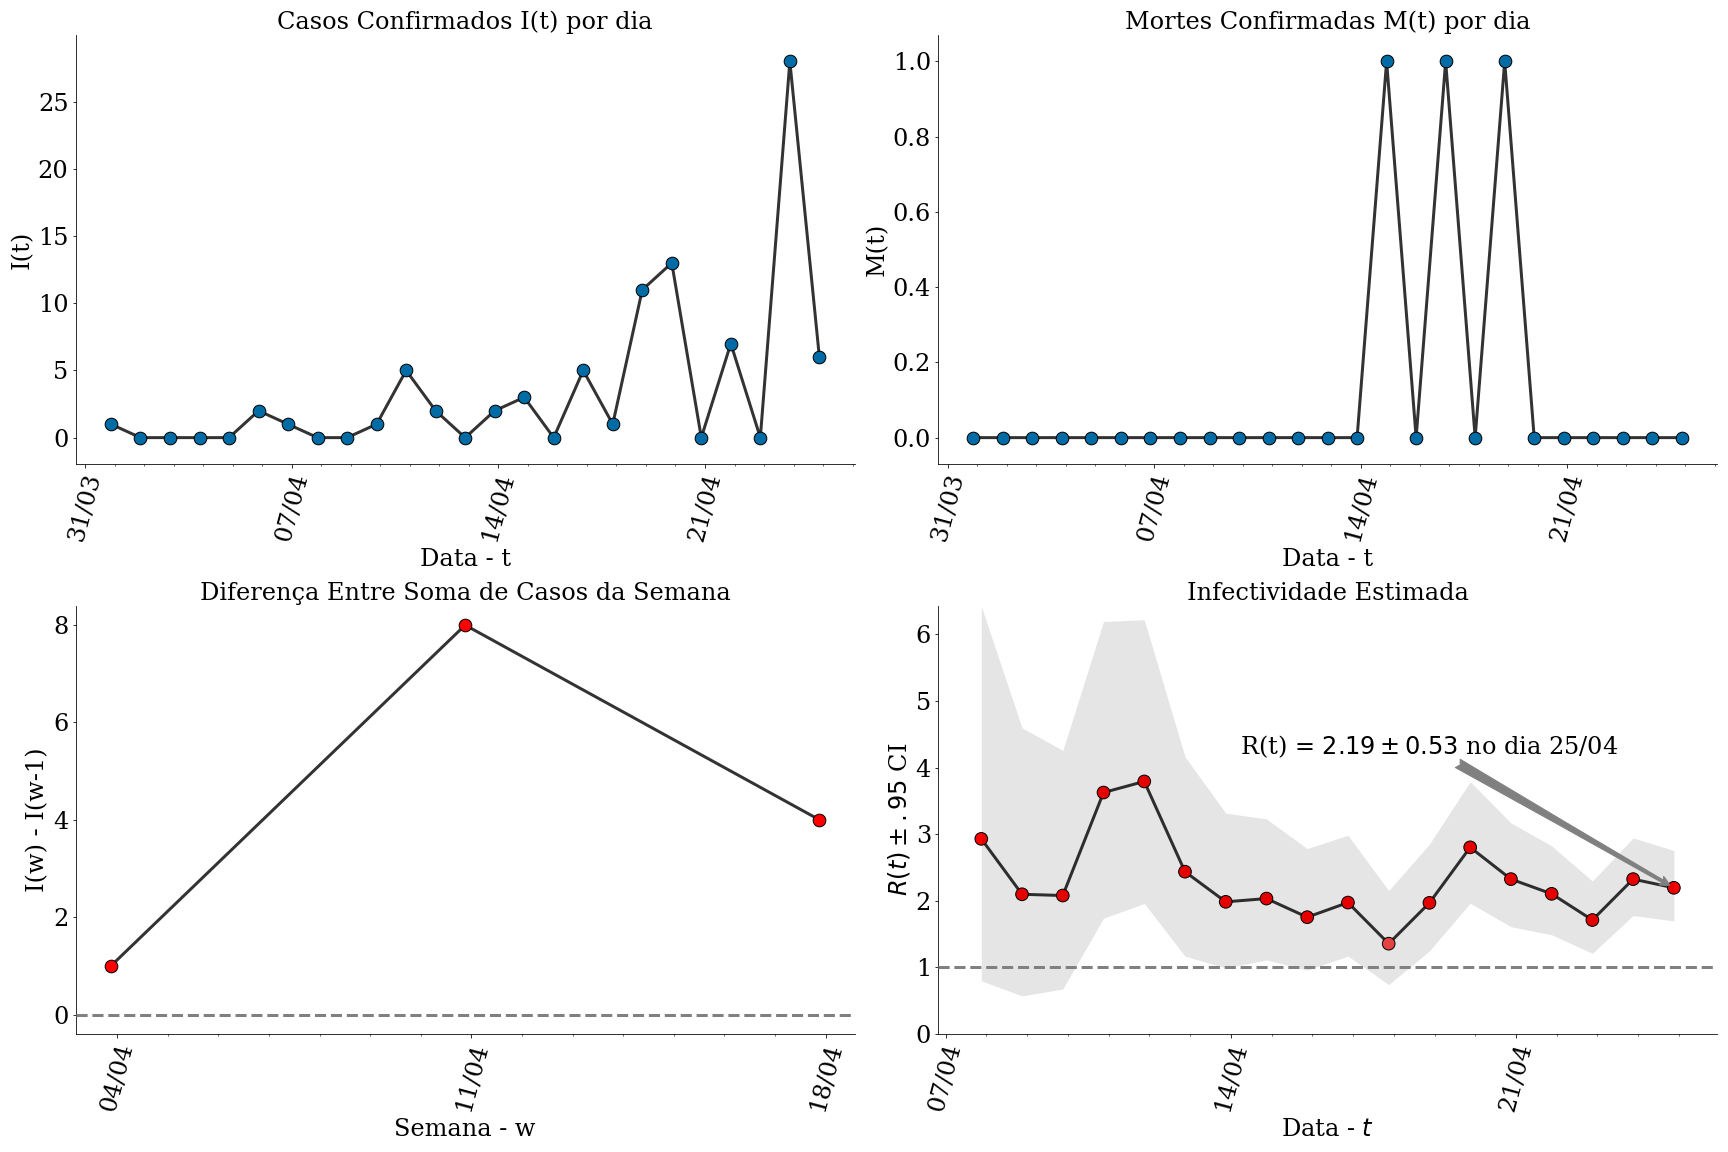 Casos Confirmados I(t) por dia
I(t)
25
20
15
10
5
0
31/03
07/04
14/04
21/04
Data - t
Mortes Confirmadas M(t) por dia
M(t)
1.0
0.8
0.6
0.4
0.2
0.0
31/03
07/04
14/04
21/04
Data - t
Diferença Entre Soma de Casos da Semana
I(w) - I(w-1)
8
6
4
2
0
04/04
11/04
18/04
Semana - w
Infectividade Estimada
R(t) ± .95 CI
6
5
4
3
2
1
0
R(t) = 2.19 ± 0.53 no dia 25/04
07/04
14/04
21/04
Data - t